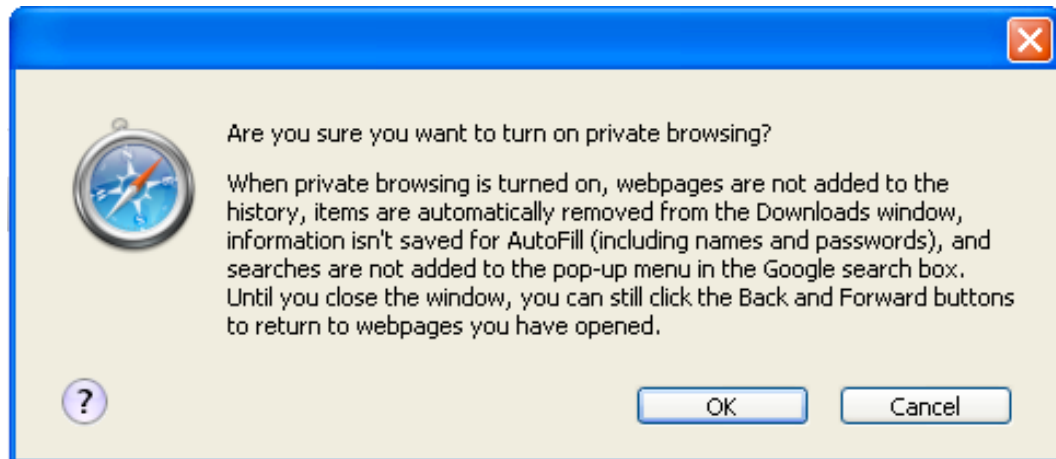 Are you sure you want to turn on private browsing?
When private browsing is turned on, webpages are not added to the
history, items are automatically removed from the Downloads window,
information isn't saved for AutoFill (including names and passwords), and
searches are not added to the pop-up menu in the Google search box.
Until you close the window, you can still click the Back and Forward buttons
to return to webpages you have opened.
?
OK
Cancel